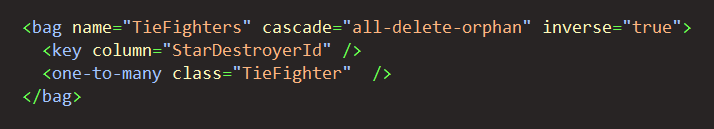 <bag name="TieFighters" cascade="all-delete-orphan" inverse="true">
  <key column="StarDestroyerId" />
  <one-to-many class="TieFighter"  />
</bag>